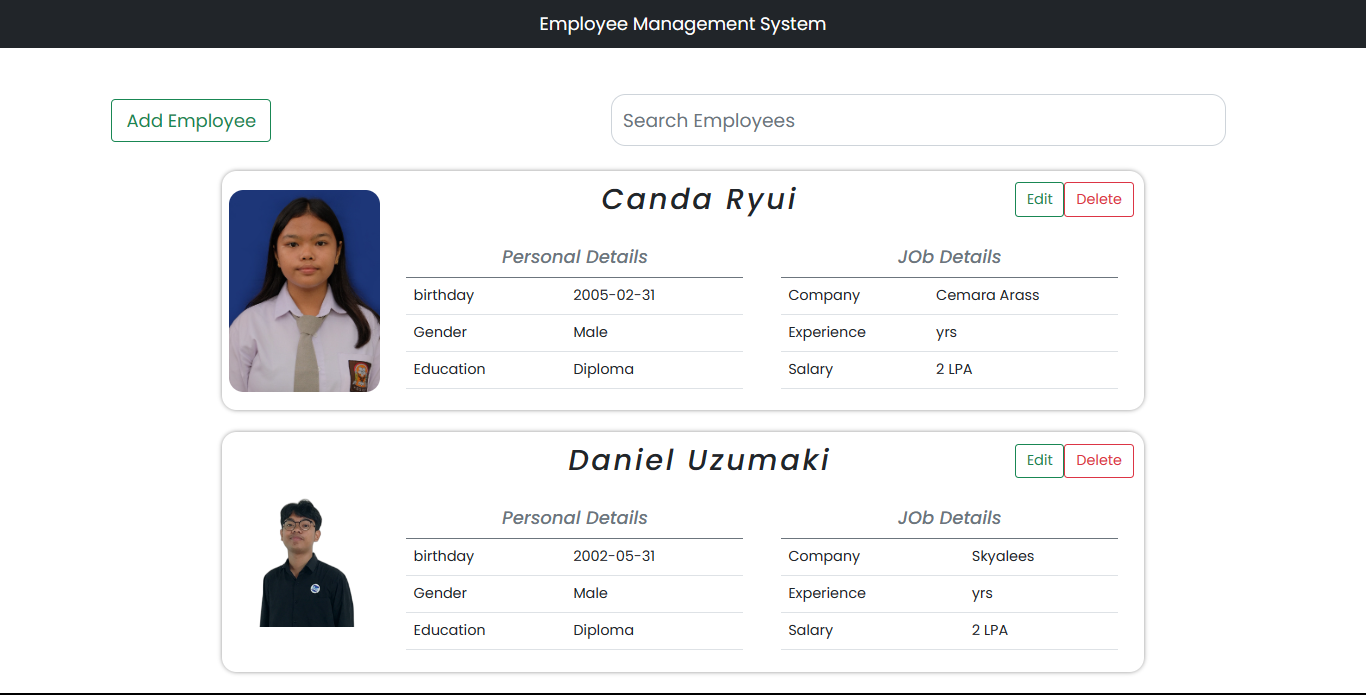 Employee Management System
Add Employee
Search Employees
Canda Ryui
Edit
Delete
Personal Details
JOb Details
birthday 2005-02-31
Company Cemara Arass
Gender Male
Experience yrs
Education Diploma
Salary 2 LPA
Daniel Uzumaki
Edit
Delete
Personal Details
JOb Details
birthday 2002-05-31
Company Skyalees
Gender Male
Experience yrs
Education Diploma
Salary 2 LPA